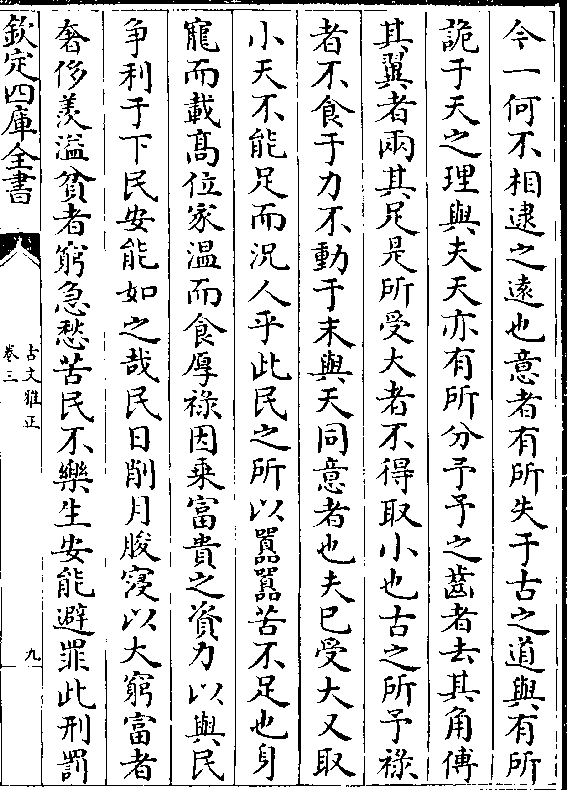 今一何不相逮之遠也意者有所失于古之道與有所
詭于天之理與夫天亦有所分予予之齒者去其角傅
其翼者兩其足是所受大者不得取小也古之所予祿
者不食于力不動于末與天同意者也夫已受大又取
小天不能足而況人乎此民之所以囂囂苦不足也身
寵而載髙位家温而食厚祿因乗富貴之資力以與民
爭利于下民安能如之哉民日削月朘寖以大窮富者
奢侈羡溢貧者窮急愁苦民不樂生安能避罪此刑罰
欽定四庫全書
古文雅正
卷三
九